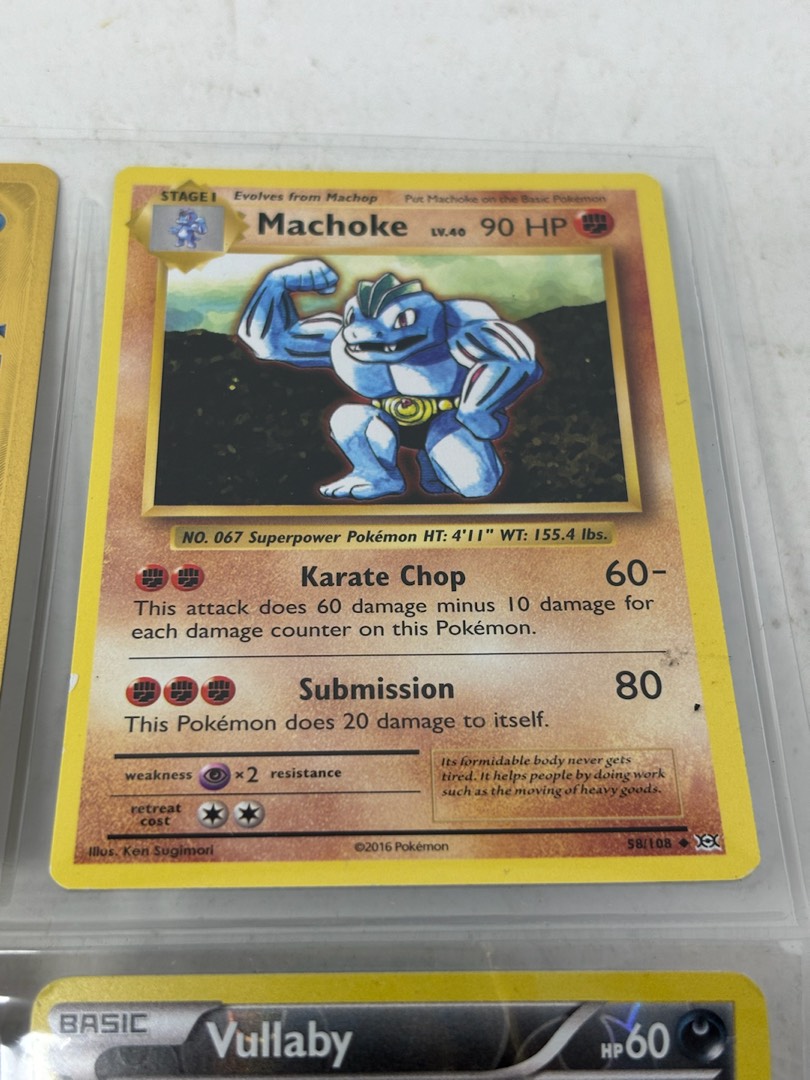 STAGE 1 Evolves from Machop Put Machoke on the Basic Pokémon
Machoke LV.40 90 HP
NO. 067 Superpower Pokémon HT: 4'11" WT: 155.4 lbs.
Karate Chop 60-
This attack does 60 damage minus 10 damage for
each damage counter on this Pokémon.
Submission 80
This Pokémon does 20 damage to itself.
weakness ×2 resistance
retreat
cost
Its formidable body never gets
tired. It helps people by doing work
such as the moving of heavy goods.
Illus. Ken Sugimori ©2016 Pokémon 58/108
BASIC Vullaby HP60